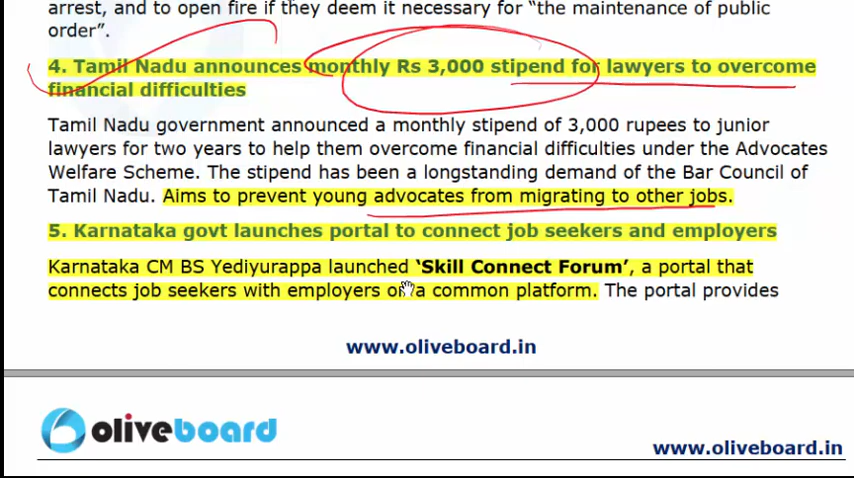 arrest, and to open fire if they deem it necessary for “the maintenance of public
order”.
4. Tamil Nadu announces monthly Rs 3,000 stipend for lawyers to overcome
financial difficulties
Tamil Nadu government announced a monthly stipend of 3,000 rupees to junior
lawyers for two years to help them overcome financial difficulties under the Advocates
Welfare Scheme. The stipend has been a longstanding demand of the Bar Council of
Tamil Nadu. Aims to prevent young advocates from migrating to other jobs.
5. Karnataka govt launches portal to connect job seekers and employers
Karnataka CM BS Yediyurappa launched ‘Skill Connect Forum’, a portal that
connects job seekers with employers on a common platform. The portal provides
www.oliveboard.in
oliveboard
www.oliveboard.in